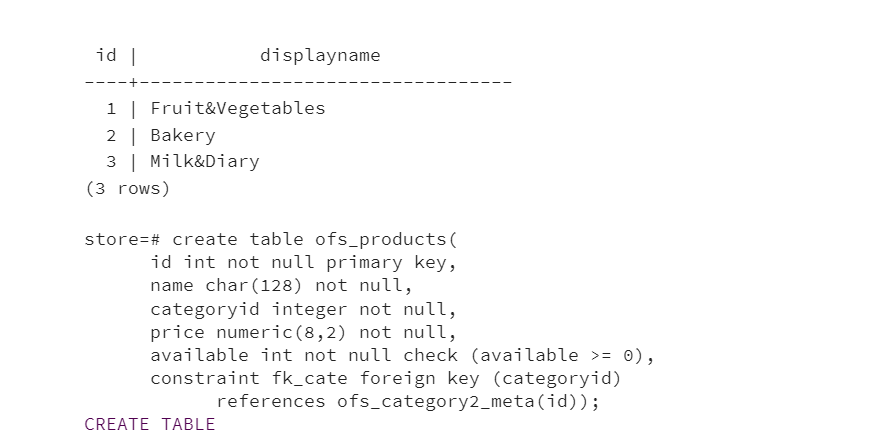 id | displayname
----+----------------------------------
1 | Fruit&Vegetables
2 | Bakery
3 | Milk&Diary
(3 rows)
store=# create table ofs_products(
id int not null primary key,
name char(128) not null,
categoryid integer not null,
price numeric(8,2) not null,
available int not null check (available >= 0),
constraint fk_cate foreign key (categoryid)
references ofs_category2_meta(id));
CREATE TABLE